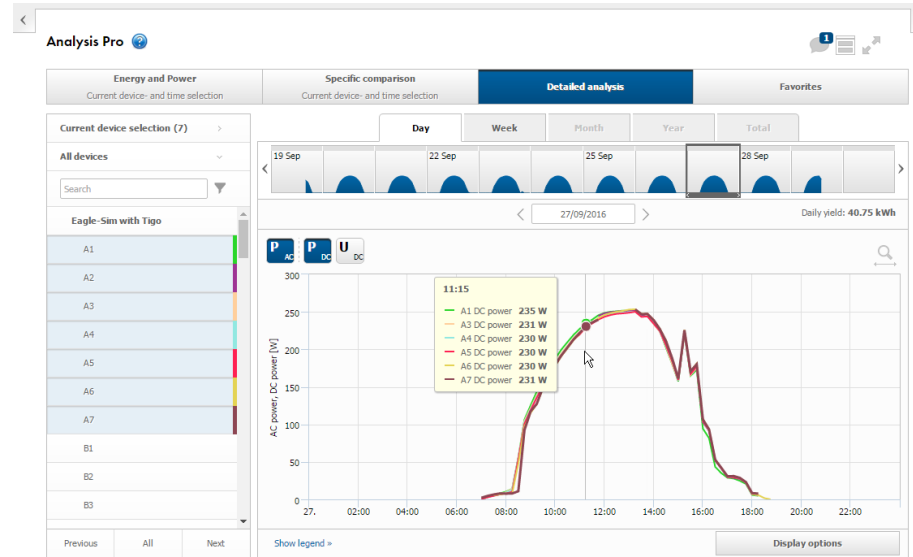 Analysis Pro ?
1
Energy and Power
Current device- and time selection
Specific comparison
Current device- and time selection
Detailed analysis
Favorites
Current device selection (7)
All devices
Search
Eagle-Sim with Tigo
A1
A2
A3
A4
A5
A6
A7
B1
B2
B3
Previous All Next
Day Week Month Year Total
19 Sep 22 Sep 25 Sep 28 Sep
27/09/2016
Daily yield: 40.75 kWh
P AC P DC U DC
AC power, DC power [W]
300
250
200
150
100
50
0
11:15
A1 DC power 235 W
A3 DC power 231 W
A4 DC power 230 W
A5 DC power 230 W
A6 DC power 230 W
A7 DC power 231 W
27. 02:00 04:00 06:00 08:00 10:00 12:00 14:00 16:00 18:00 20:00 22:00
Show legend »
Display options